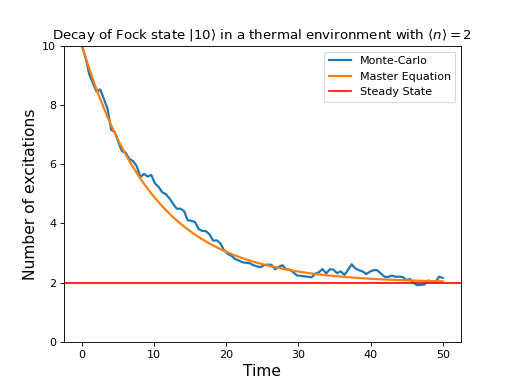 Decay of Fock state |10⟩ in a thermal environment with ⟨n⟩ = 2
Monte-Carlo
Master Equation
Steady State
Number of excitations
10
8
6
4
2
0
0 10 20 30 40 50
Time